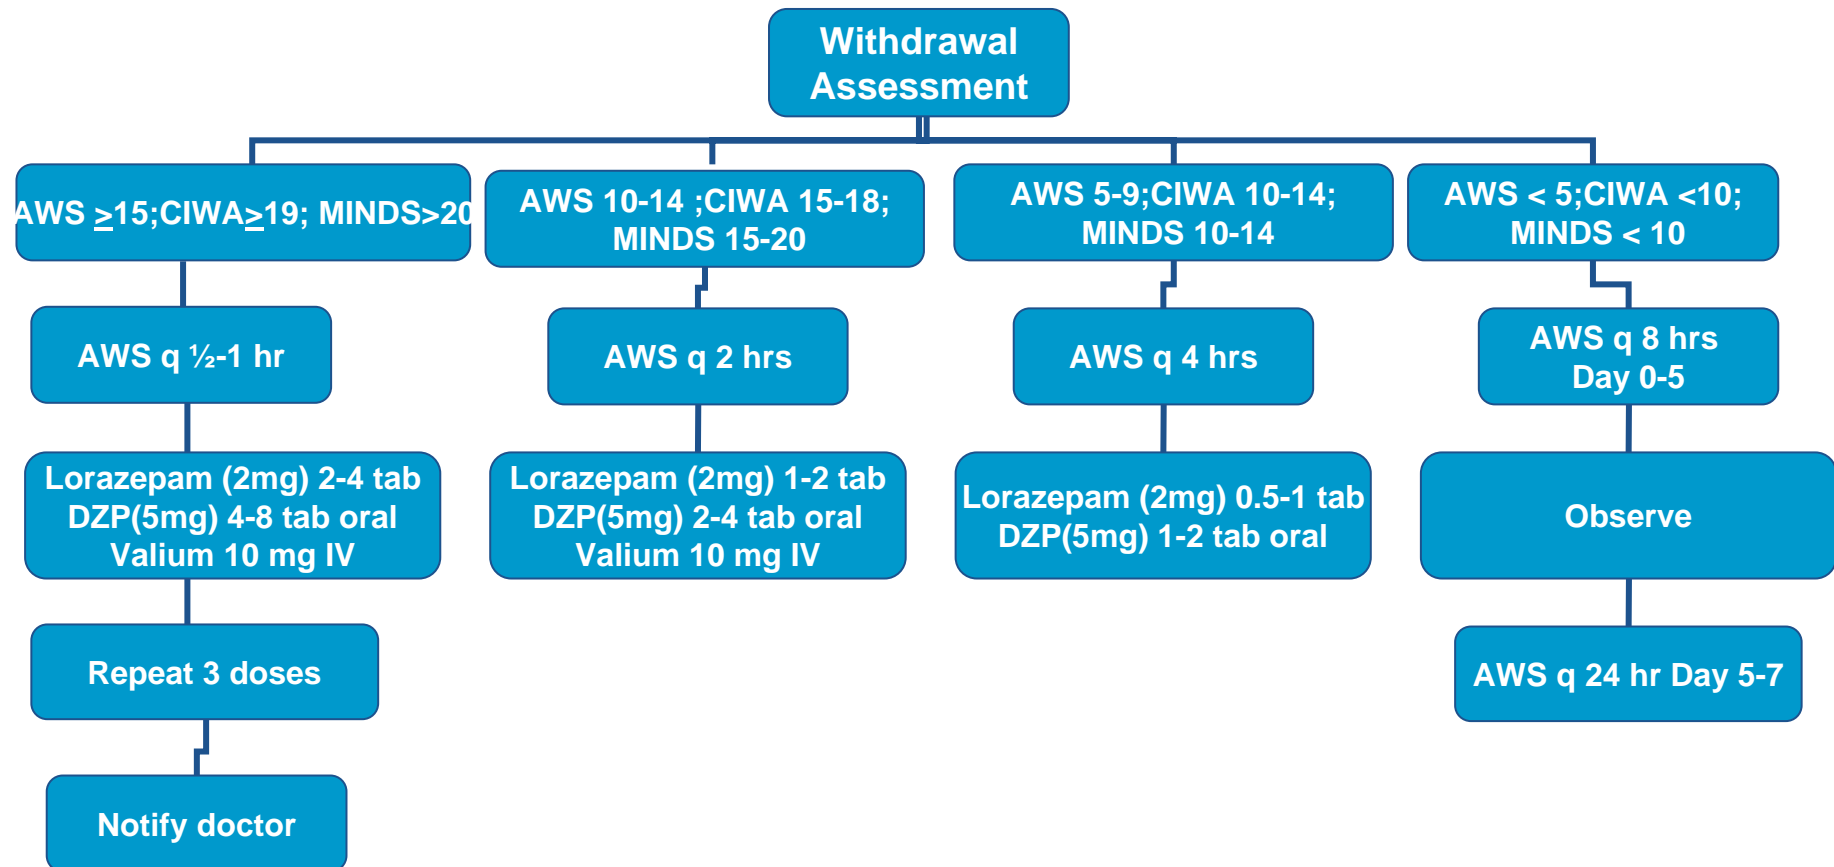 Withdrawal
Assessment
AWS ≥15;CIWA≥19; MINDS>20
AWS 10-14 ;CIWA 15-18;
MINDS 15-20
AWS 5-9;CIWA 10-14;
MINDS 10-14
AWS < 5;CIWA <10;
MINDS < 10
AWS q ½-1 hr
AWS q 2 hrs
AWS q 4 hrs
AWS q 8 hrs
Day 0-5
Lorazepam (2mg) 2-4 tab
DZP(5mg) 4-8 tab oral
Valium 10 mg IV
Lorazepam (2mg) 1-2 tab
DZP(5mg) 2-4 tab oral
Valium 10 mg IV
Lorazepam (2mg) 0.5-1 tab
DZP(5mg) 1-2 tab oral
Observe
Repeat 3 doses
AWS q 24 hr Day 5-7
Notify doctor